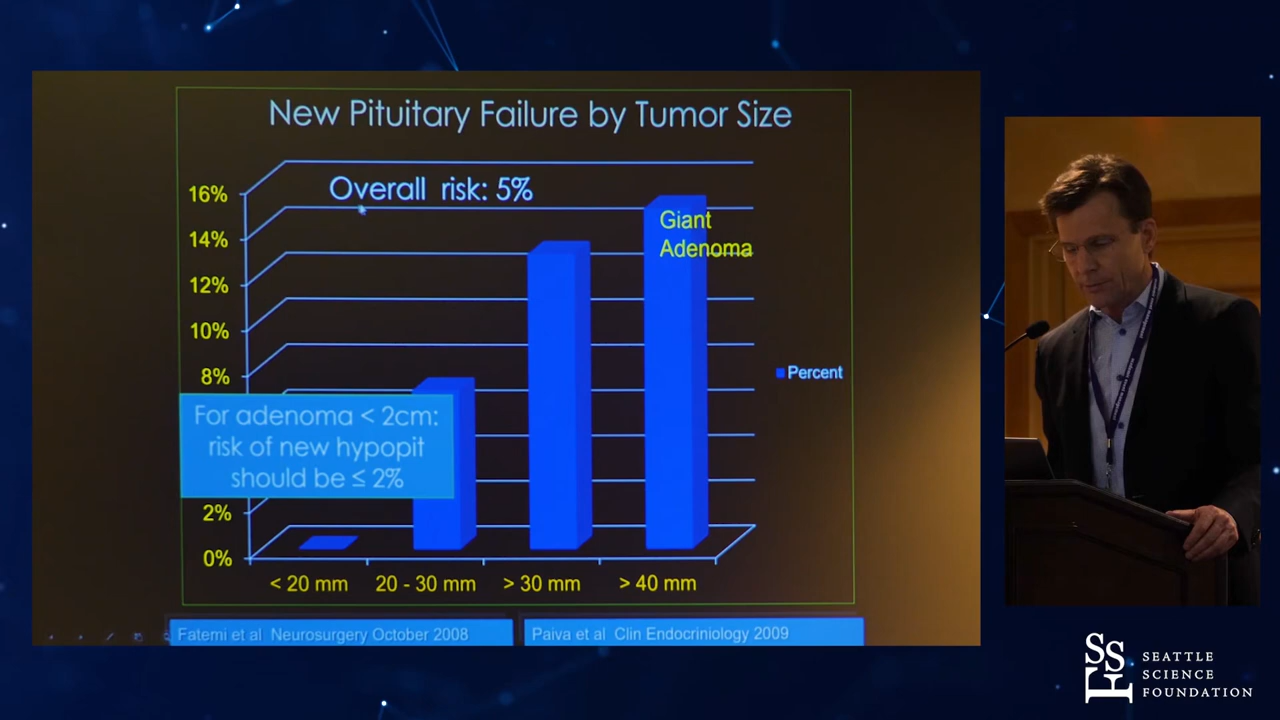 New Pituitary Failure by Tumor Size
Overall risk: 5%
16%
14%
12%
10%
8%
2%
0%
Giant
Adenoma
Percent
For adenoma < 2cm:
risk of new hypopit
should be ≤ 2%
< 20 mm
20 - 30 mm
> 30 mm
> 40 mm
Fatemi et al Neurosurgery October 2008
Paiva et al Clin Endocriniology 2009
SSF
SEATTLE
SCIENCE
FOUNDATION